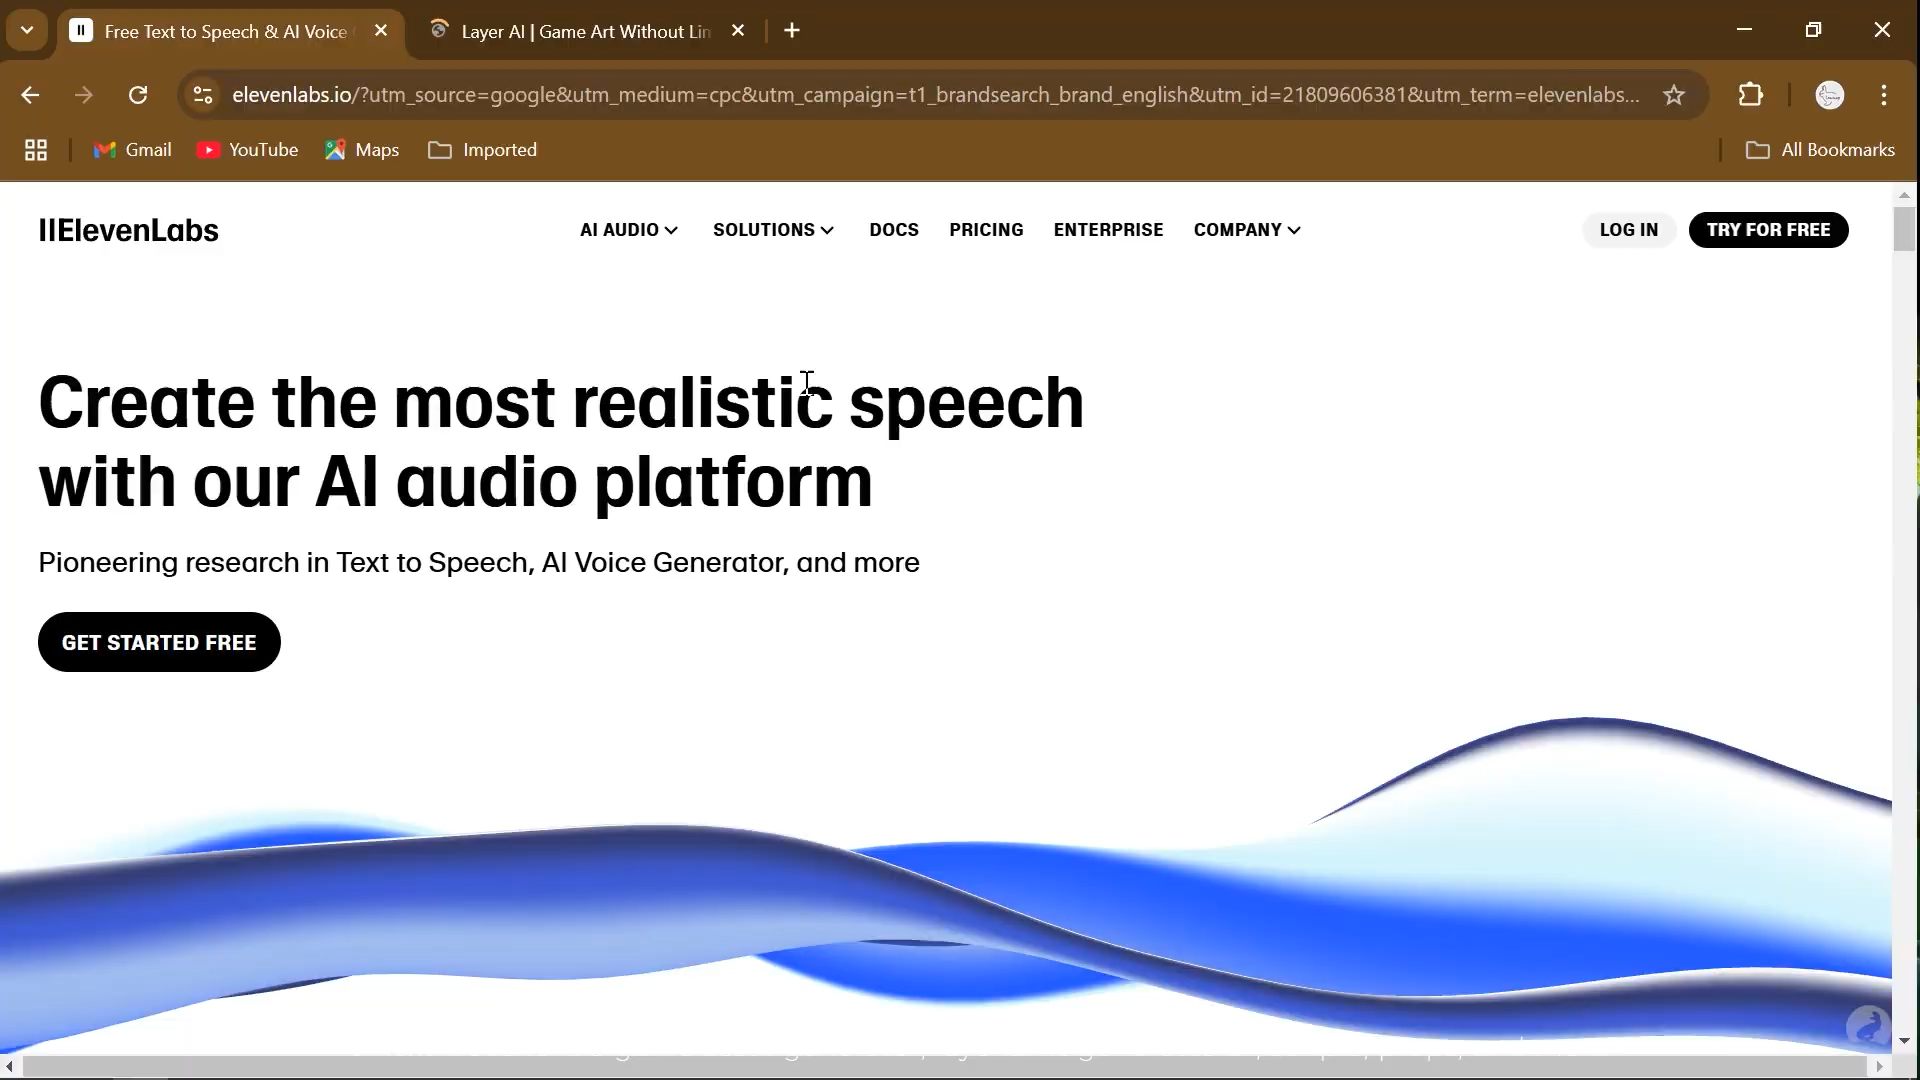 Free Text to Speech & AI Voice
Layer AI | Game Art Without Lin
elevenlabs.io/?utm_source=google&utm_medium=cpc&utm_campaign=t1_brandsearch_brand_english&utm_id=21809606381&utm_term=elevenlabs...
Gmail
YouTube
Maps
Imported
All Bookmarks
IIElevenLabs
AI AUDIO
SOLUTIONS
DOCS
PRICING
ENTERPRISE
COMPANY
LOG IN
TRY FOR FREE
Create the most realistic speech
with our AI audio platform
Pioneering research in Text to Speech, AI Voice Generator, and more
GET STARTED FREE